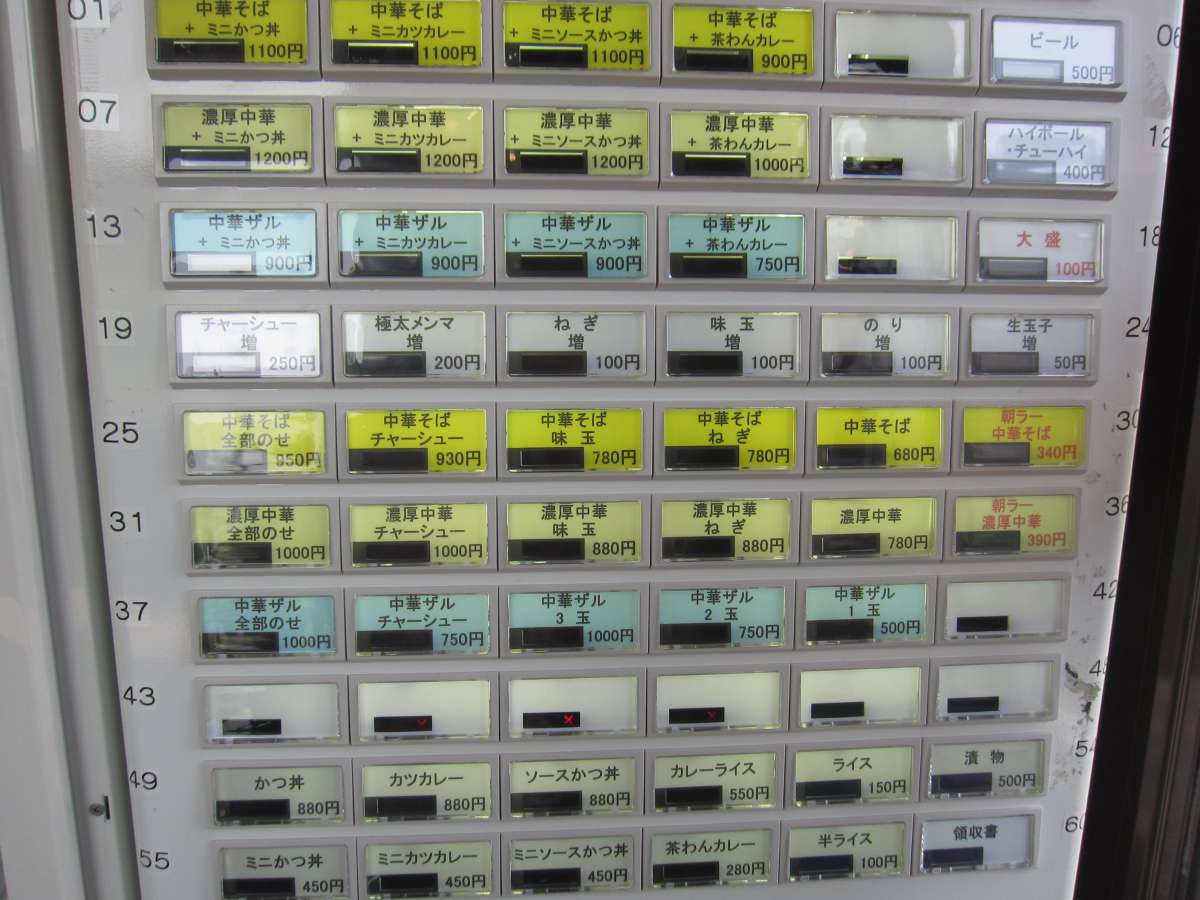 01
中華そば
+ ミニかつ丼
1100円
中華そば
+ ミニカツカレー
1100円
中華そば
+ ミニソースかつ丼
1100円
中華そば
+ 茶わんカレー
900円
ビール
500円
06
07
濃厚中華
+ ミニかつ丼
1200円
濃厚中華
+ ミニカツカレー
1200円
濃厚中華
+ ミニソースかつ丼
1200円
濃厚中華
+ 茶わんカレー
1000円
ハイボール
・チューハイ
400円
12
13
中華ザル
+ ミニかつ丼
900円
中華ザル
+ ミニカツカレー
900円
中華ザル
+ ミニソースかつ丼
900円
中華ザル
+ 茶わんカレー
750円
大盛
100円
18
19
チャーシュー
増
250円
極太メンマ
増
200円
ねぎ
増
100円
味玉
増
100円
のり
増
100円
生玉子
増
50円
24
25
中華そば
全部のせ
950円
中華そば
チャーシュー
930円
中華そば
味玉
780円
中華そば
ねぎ
780円
中華そば
680円
朝ラー
中華そば
340円
30
31
濃厚中華
全部のせ
1000円
濃厚中華
チャーシュー
1000円
濃厚中華
味玉
880円
濃厚中華
ねぎ
880円
濃厚中華
780円
朝ラー
濃厚中華
390円
36
37
中華ザル
全部のせ
1000円
中華ザル
チャーシュー
750円
中華ザル
3玉
1000円
中華ザル
2玉
750円
中華ザル
1玉
500円
42
43
48
49
かつ丼
880円
カツカレー
880円
ソースかつ丼
880円
カレーライス
550円
ライス
150円
漬物
500円
54
55
ミニかつ丼
450円
ミニカツカレー
450円
ミニソースかつ丼
450円
茶わんカレー
280円
半ライス
100円
領収書
60